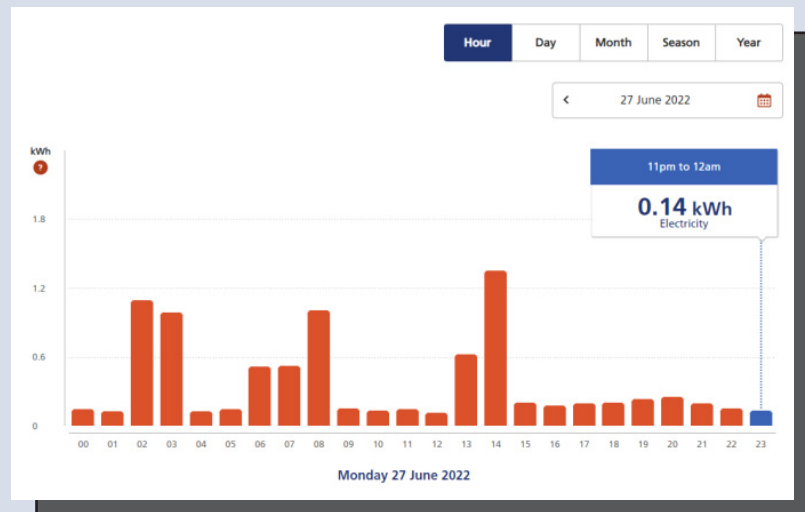 Hour Day Month Season Year
< 27 June 2022
kWh
?
11pm to 12am
0.14 kWh
Electricity
1.8
1.2
0.6
0
00 01 02 03 04 05 06 07 08 09 10 11 12 13 14 15 16 17 18 19 20 21 22 23
Monday 27 June 2022